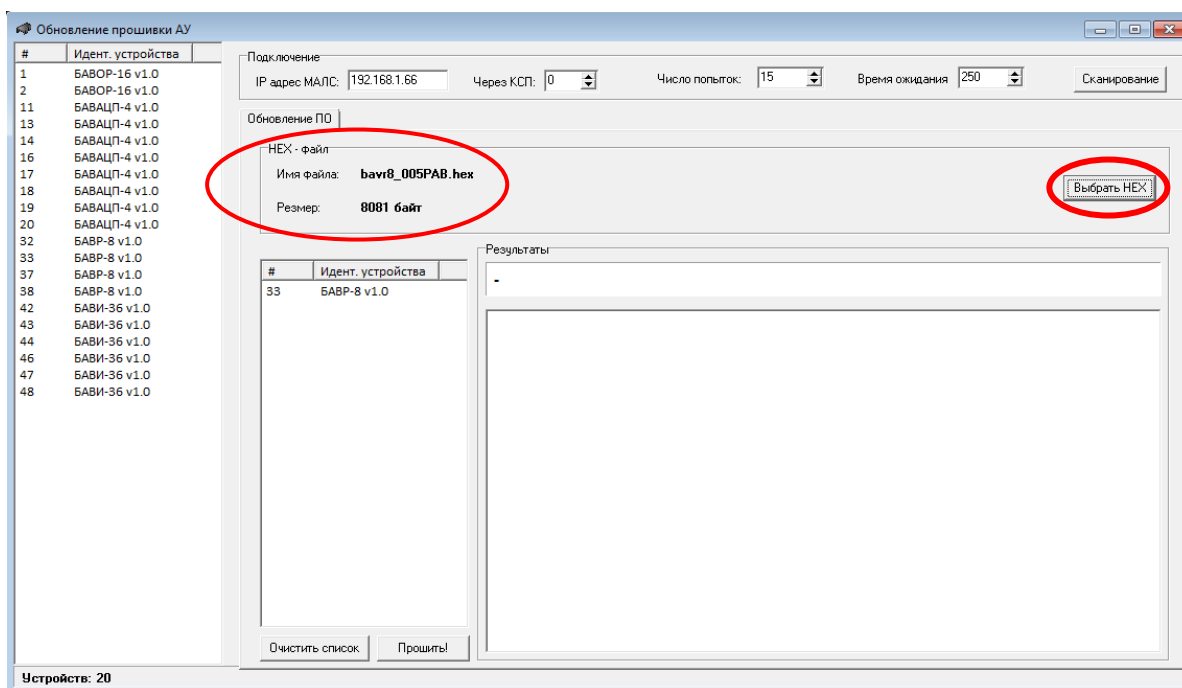 Обновление прошивки АУ
# Идент. устройства
1 БАВОР-16 v1.0
2 БАВОР-16 v1.0
11 БАВАЦП-4 v1.0
13 БАВАЦП-4 v1.0
14 БАВАЦП-4 v1.0
16 БАВАЦП-4 v1.0
17 БАВАЦП-4 v1.0
18 БАВАЦП-4 v1.0
19 БАВАЦП-4 v1.0
20 БАВАЦП-4 v1.0
32 БАВР-8 v1.0
33 БАВР-8 v1.0
37 БАВР-8 v1.0
38 БАВР-8 v1.0
42 БАВИ-36 v1.0
43 БАВИ-36 v1.0
44 БАВИ-36 v1.0
46 БАВИ-36 v1.0
47 БАВИ-36 v1.0
48 БАВИ-36 v1.0
Устройств: 20
Подключение
IP адрес МАЛС: 192.168.1.66 Через КСП: 0 Число попыток: 15 Время ожидания 250 Сканирование
Обновление ПО
HEX - файл
Имя файла: bavr8_005PAB.hex
Резмер: 8081 байт
Выбрать HEX
# Идент. устройства
33 БАВР-8 v1.0
Очистить список Прошить!
Результаты
-